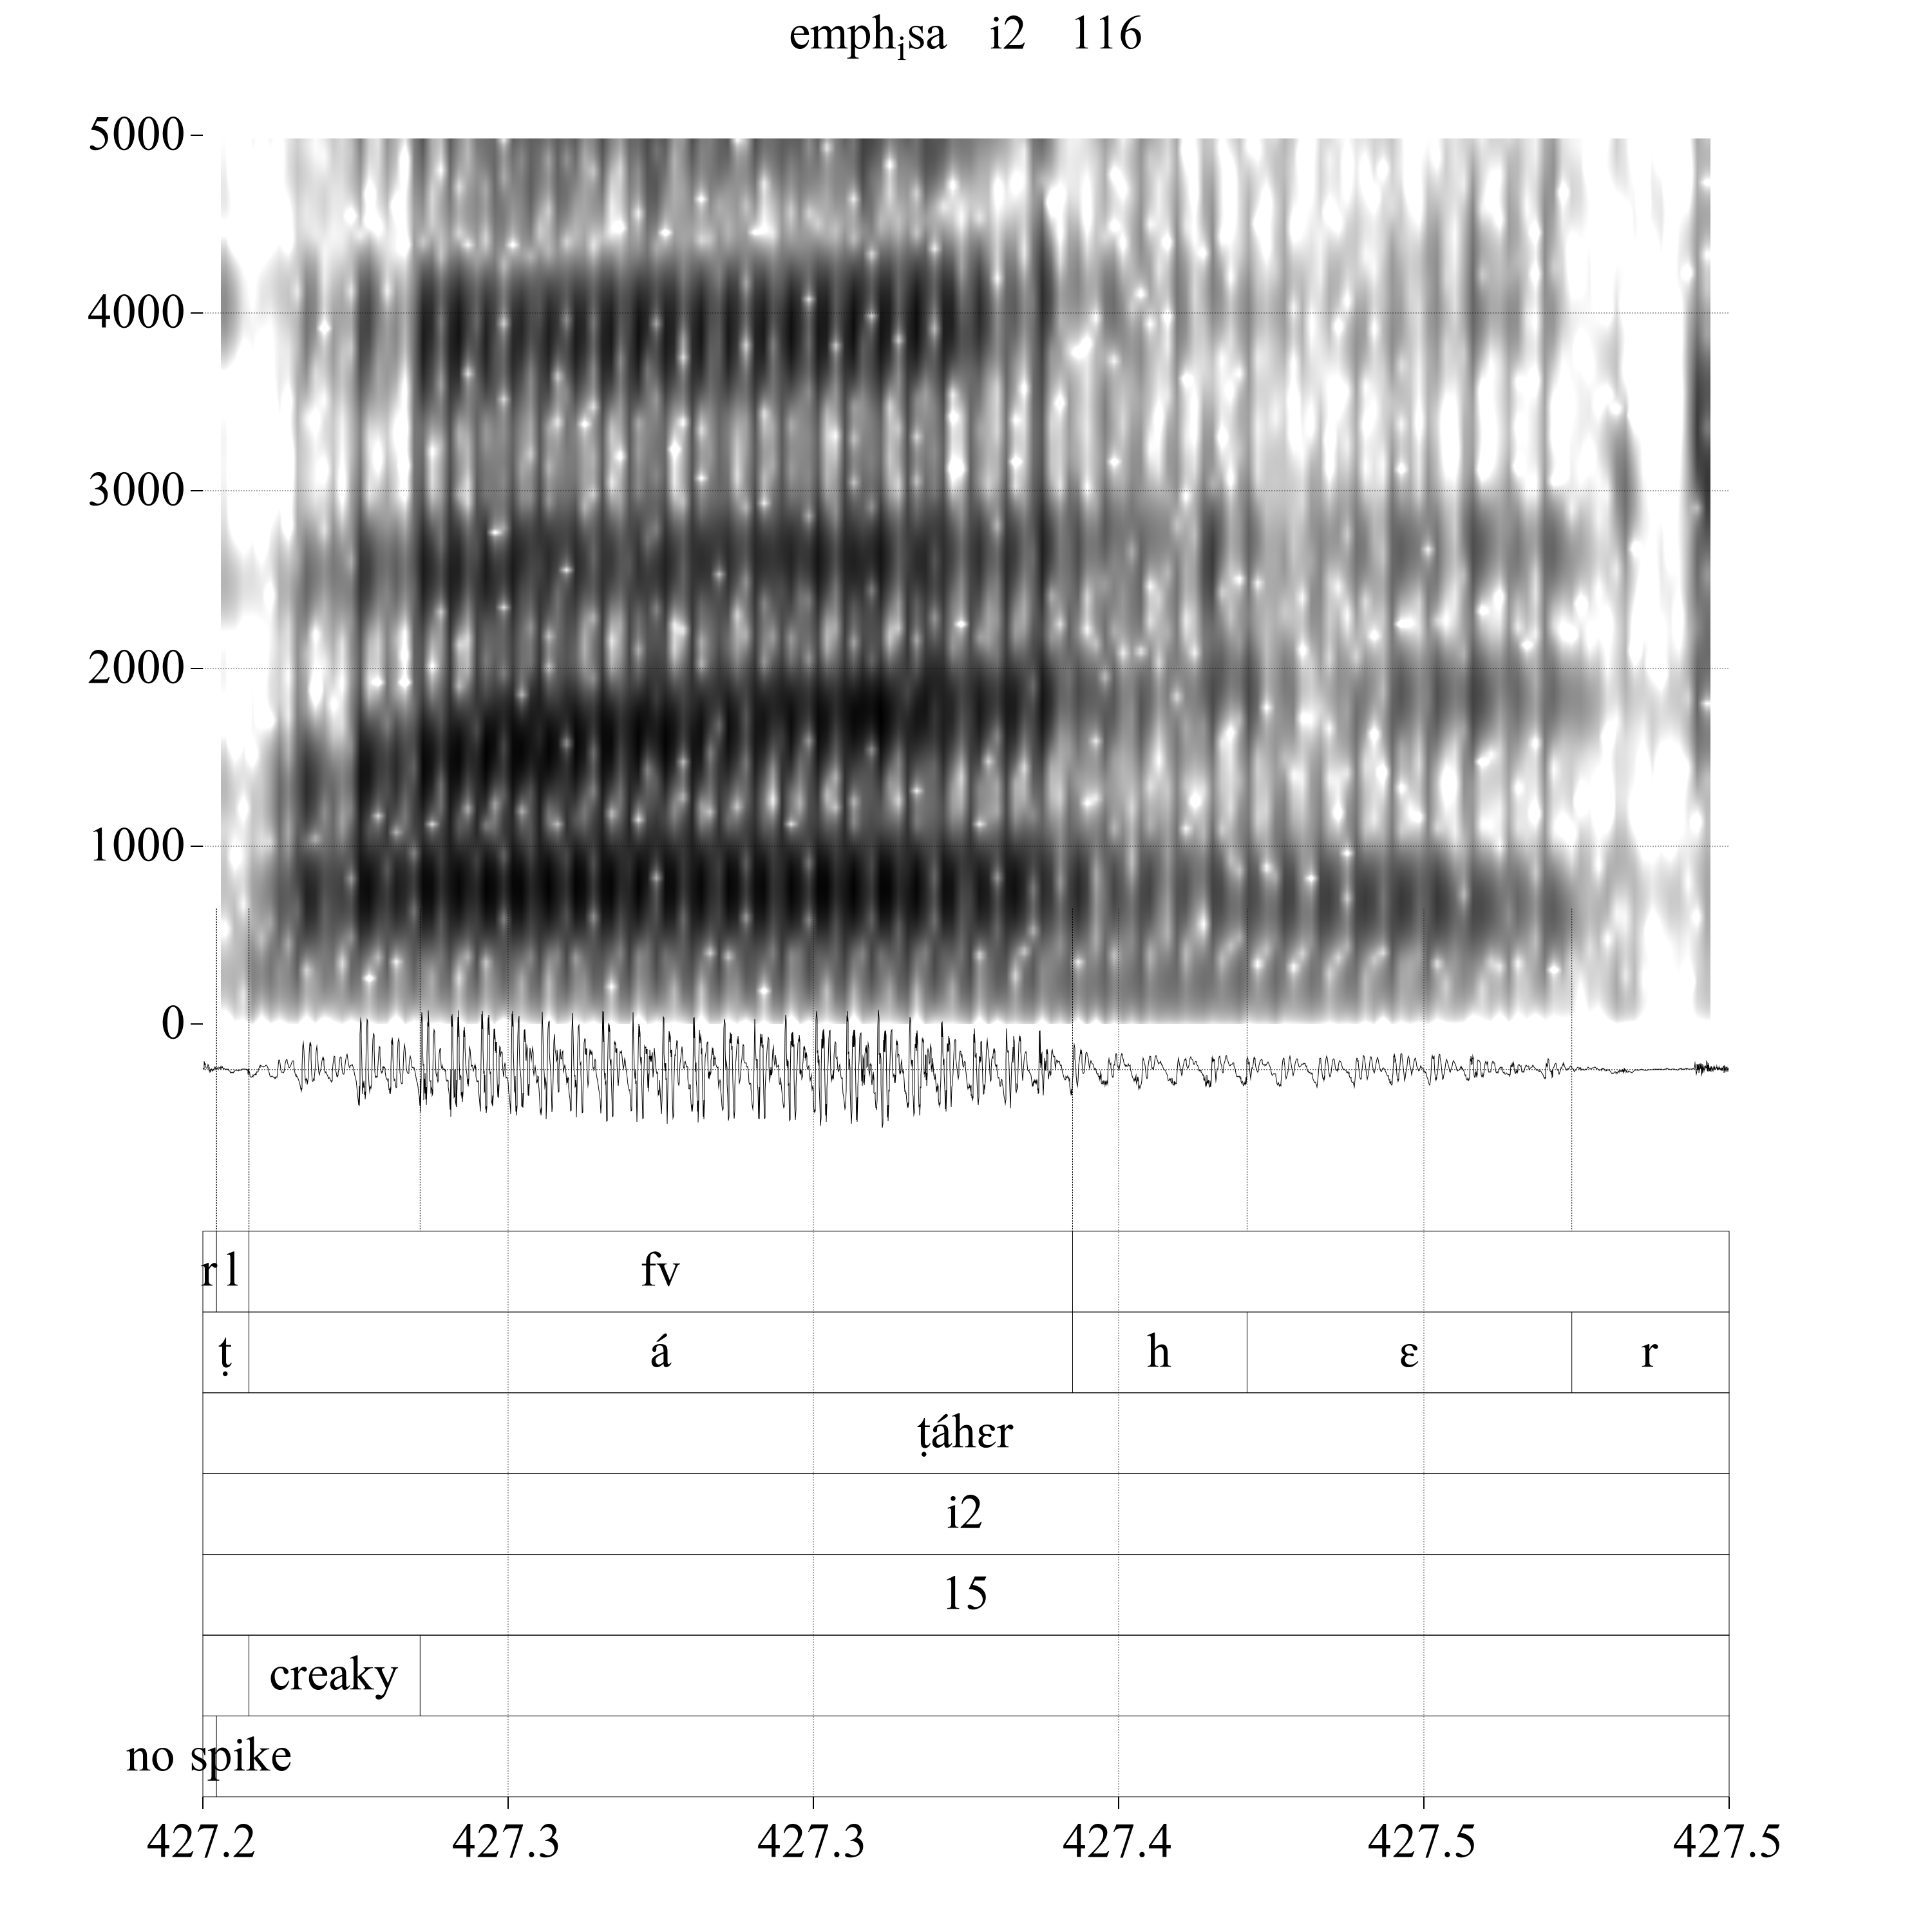 emphᵢsa i2 116
5000
4000
3000
2000
1000
0
r l fv
ṭ á h ɛ r
ṭáhɛr
i2
15
creaky
no spike
427.2 427.3 427.3 427.4 427.5 427.5